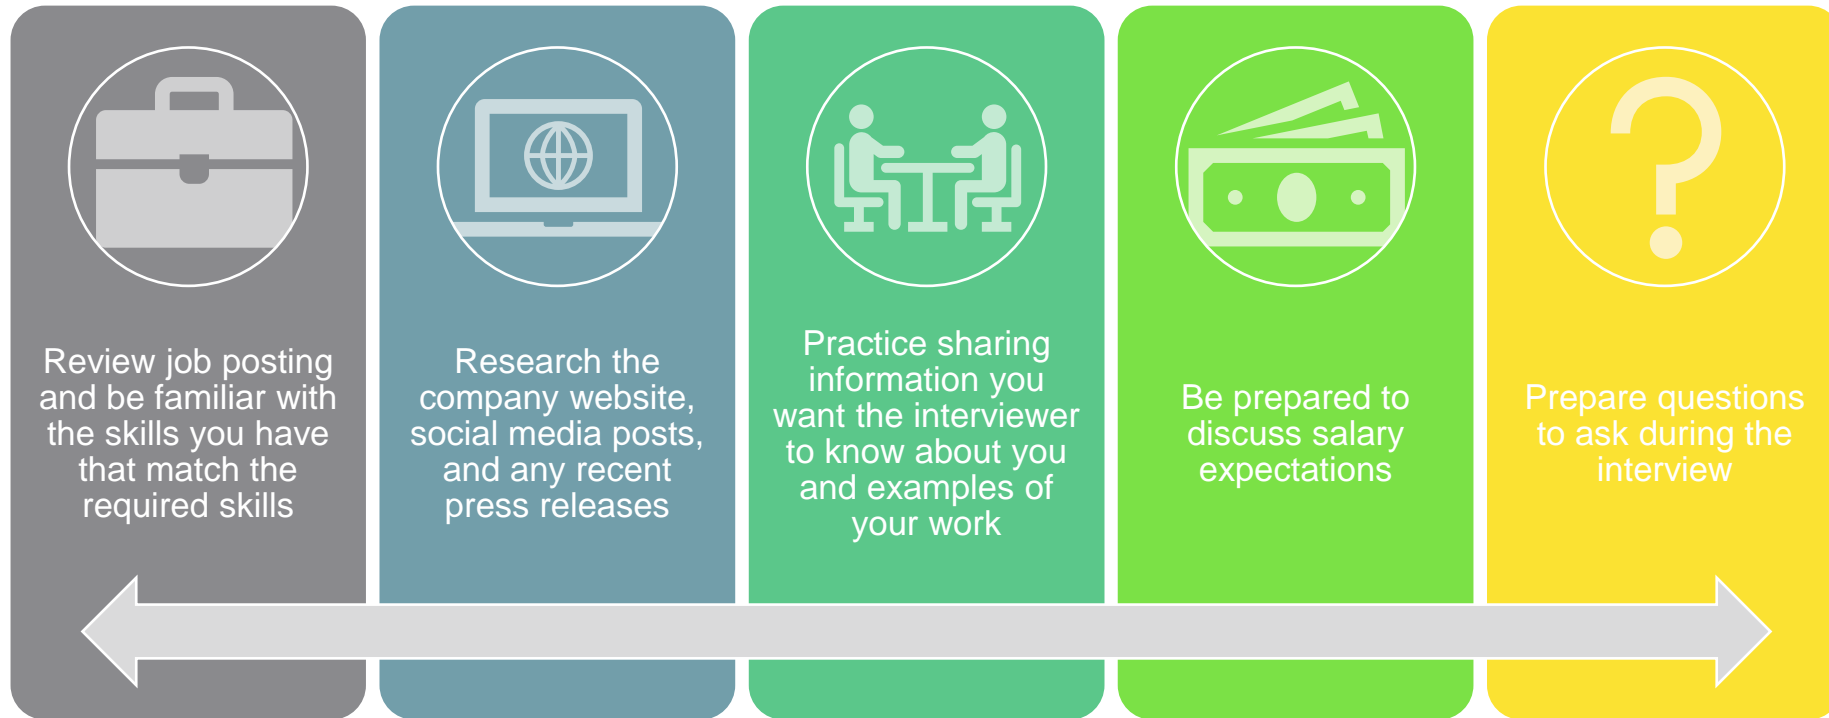 Review job posting
and be familiar with
the skills you have
that match the
required skills
Research the
company website,
social media posts,
and any recent
press releases
Practice sharing
information you
want the interviewer
to know about you
and examples of
your work
Be prepared to
discuss salary
expectations
Prepare questions
to ask during the
interview